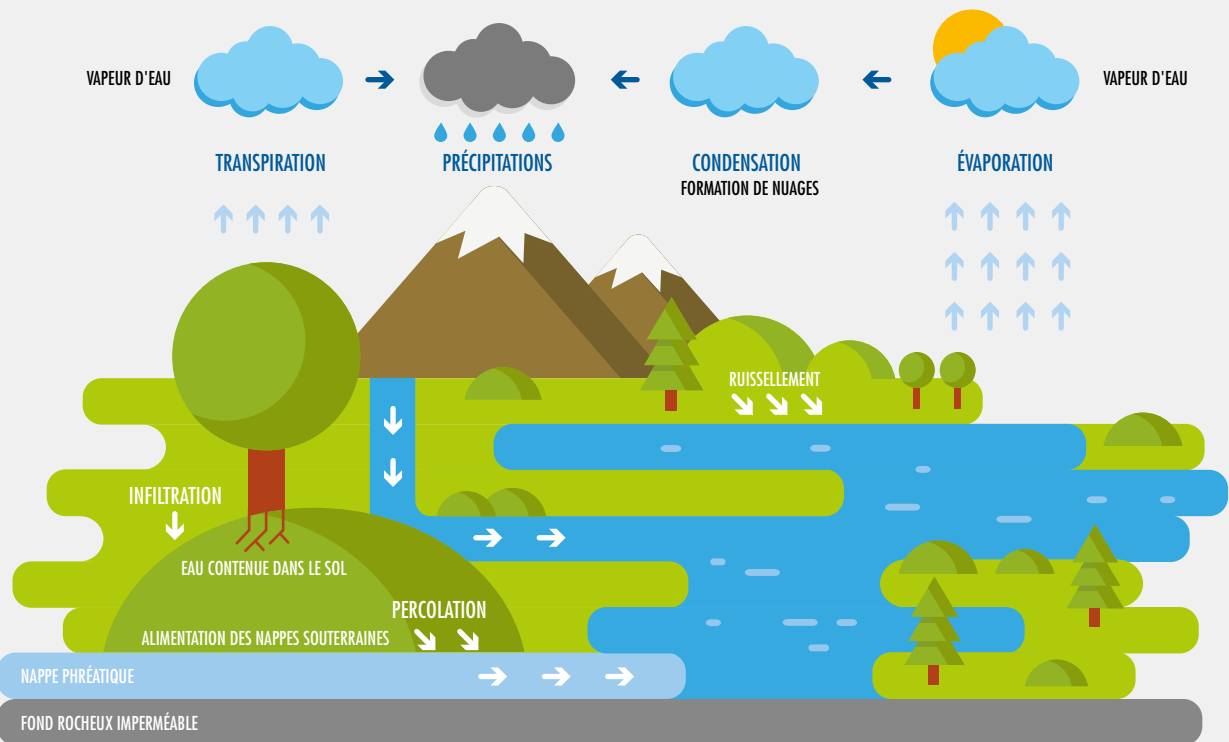 VAPEUR D'EAU
VAPEUR D'EAU
TRANSPIRATION
PRÉCIPITATIONS
CONDENSATION
ÉVAPORATION
FORMATION DE NUAGES
RUISSELLEMENT
INFILTRATION
EAU CONTENUE DANS LE SOL
PERCOLATION
ALIMENTATION DES NAPPES SOUTERRAINES
NAPPE PHRÉATIQUE
FOND ROCHEUX IMPERMÉABLE